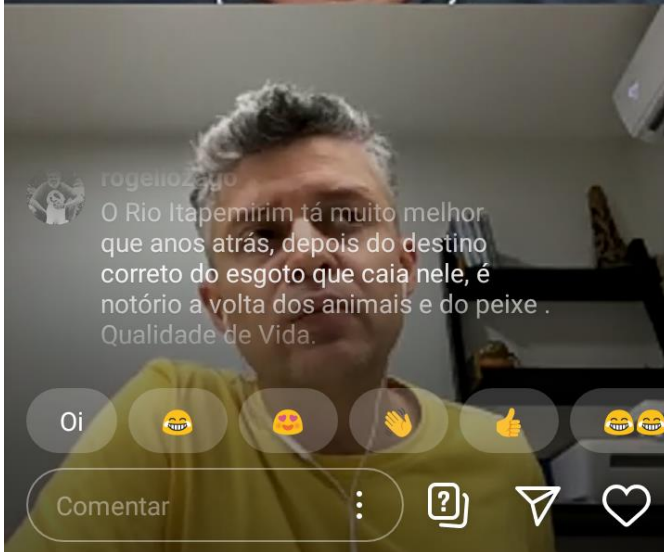 rogeliozago
O Rio Itapemirim tá muito melhor
que anos atrás, depois do destino
correto do esgoto que caia nele, é
notório a volta dos animais e do peixe .
Qualidade de Vida.
Oi
Comentar